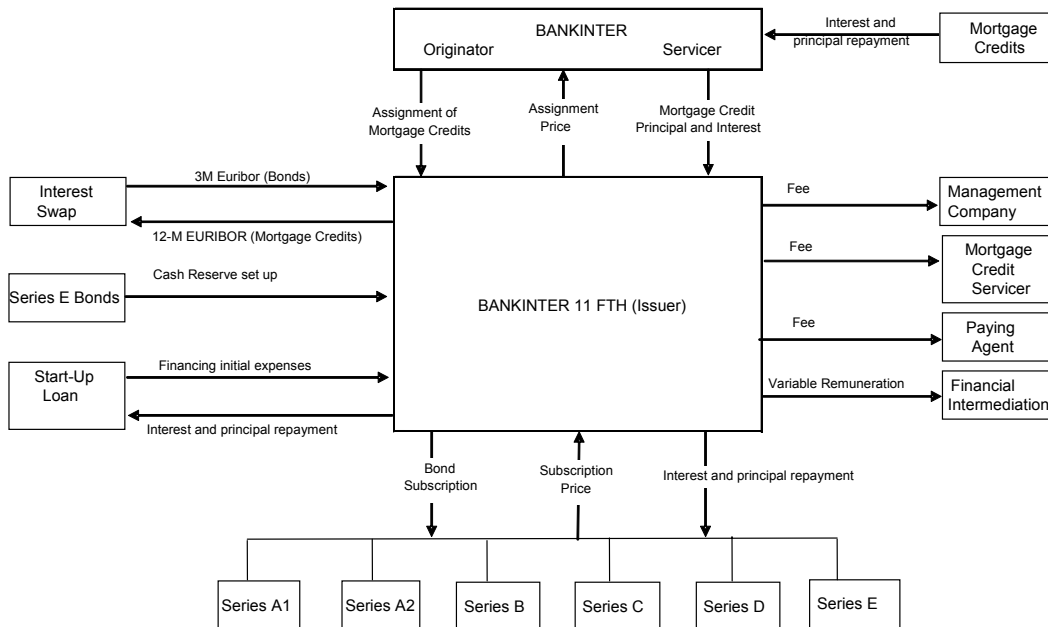 BANKINTER
Originator
Servicer
Interest and
principal repayment
Mortgage
Credits
Assignment of
Mortgage Credits
Assignment
Price
Mortgage Credit
Principal and Interest
Interest
Swap
3M Euribor (Bonds)
12-M EURIBOR (Mortgage Credits)
Series E Bonds
Cash Reserve set up
Start-Up
Loan
Financing initial expenses
Interest and principal repayment
BANKINTER 11 FTH (Issuer)
Fee
Management
Company
Fee
Mortgage
Credit
Servicer
Fee
Paying
Agent
Variable Remuneration
Financial
Intermediation
Bond
Subscription
Subscription
Price
Interest and principal repayment
Series A1
Series A2
Series B
Series C
Series D
Series E